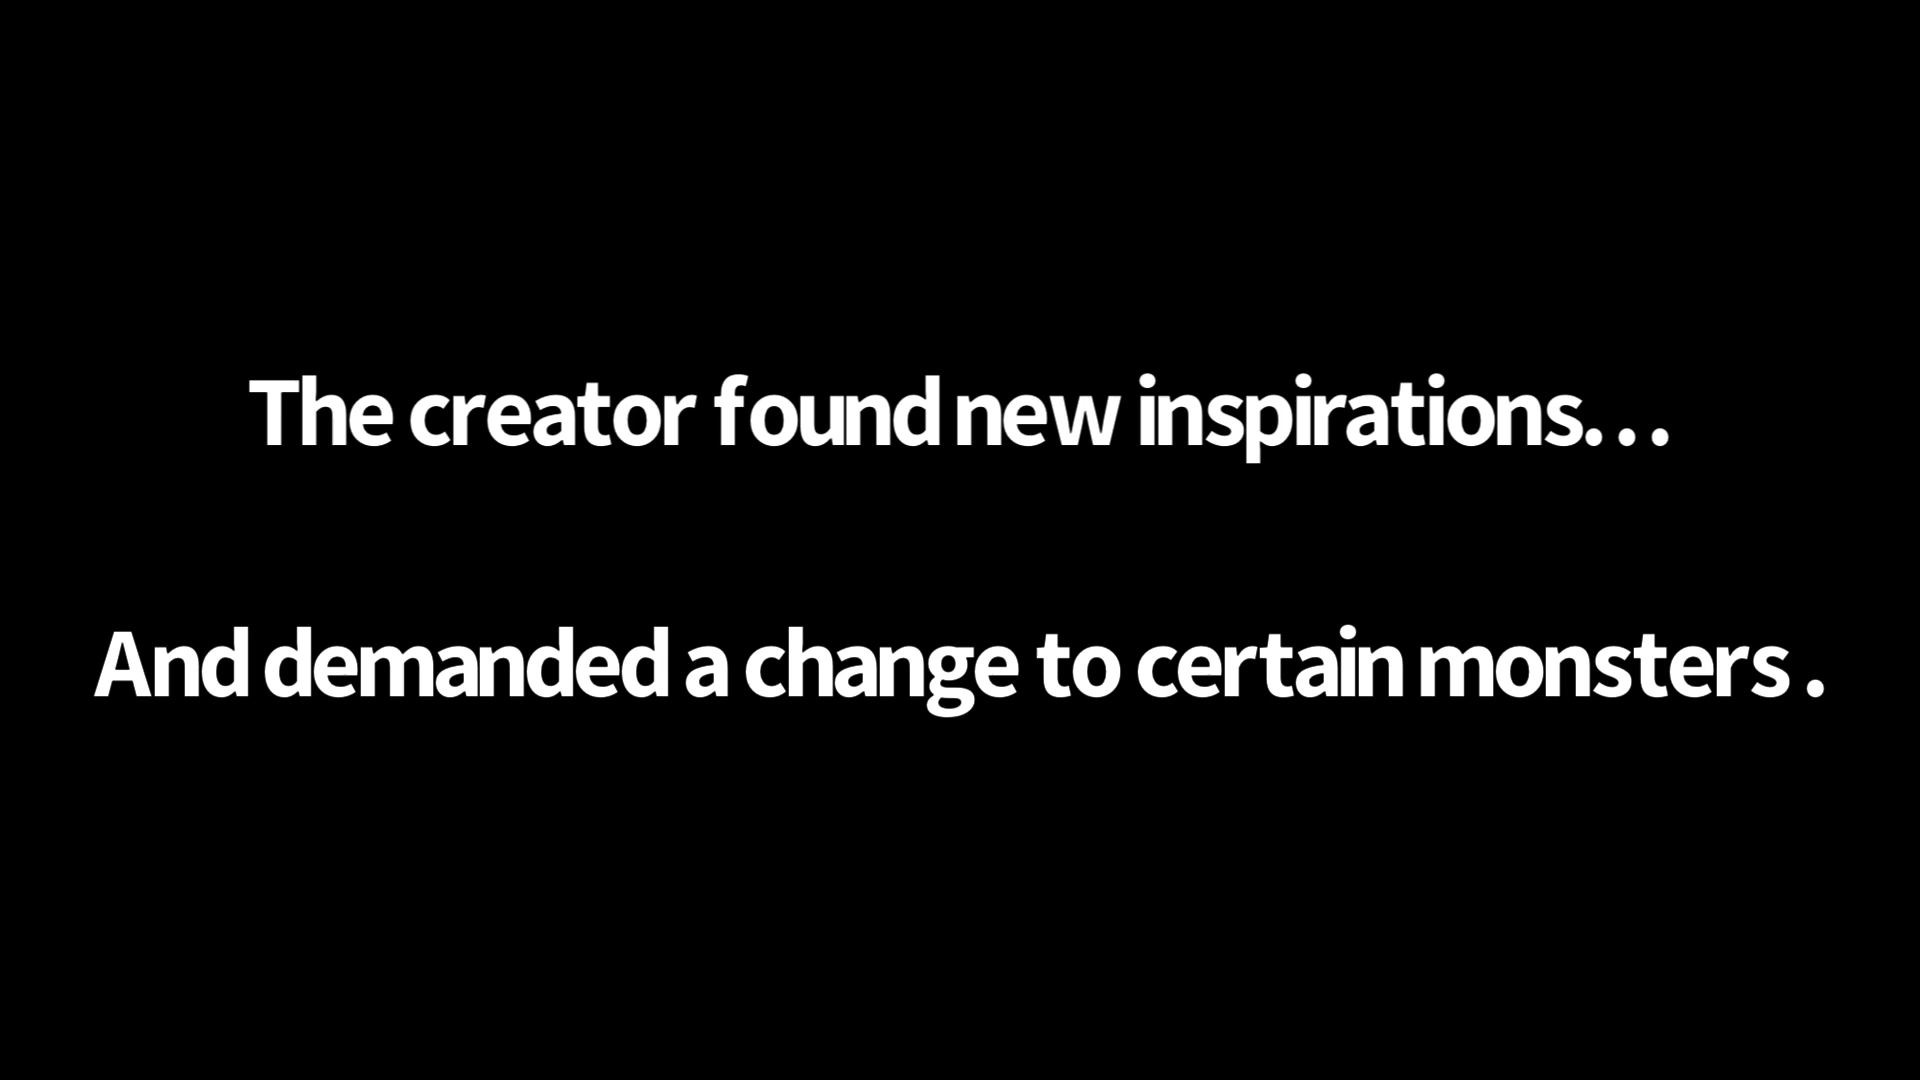 The creator found new inspirations...
And demanded a change to certain monsters.